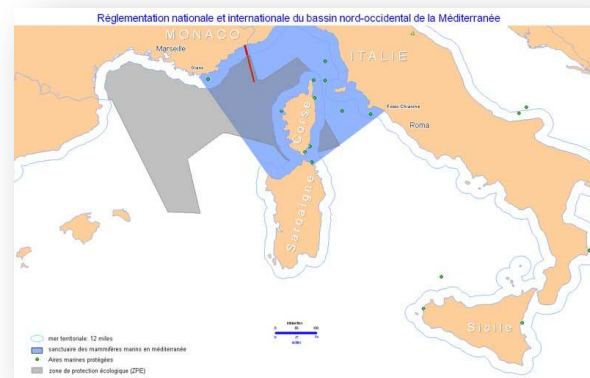 Réglementation nationale et internationale du bassin nord-occidental de la Méditerranée
MONACO
Marseille
ITALIE
Corse
Roma
Sardaigne
Sicile
mer territoriale: 12 miles
sanctuaire des mammifères marins en méditerranée
Aires marines protégées
zone de protection écologique (ZPE)